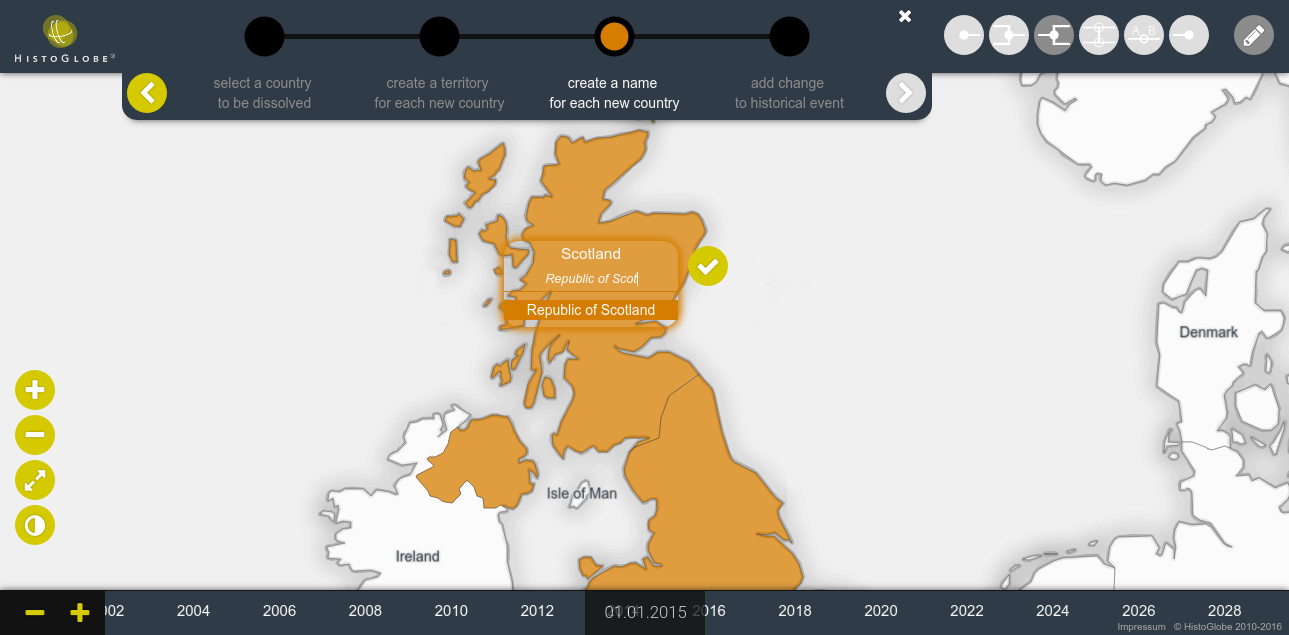 HISTOGLOBE³
A B
select a country
to be dissolved
create a territory
for each new country
create a name
for each new country
add change
to historical event
Scotland
Republic of Scot
Republic of Scotland
Denmark
Isle of Man
Ireland
002 2004 2006 2008 2010 2012 01.01.2015 2016 2018 2020 2022 2024 2026 2028
Impressum © HistoGlobe 2010-2016